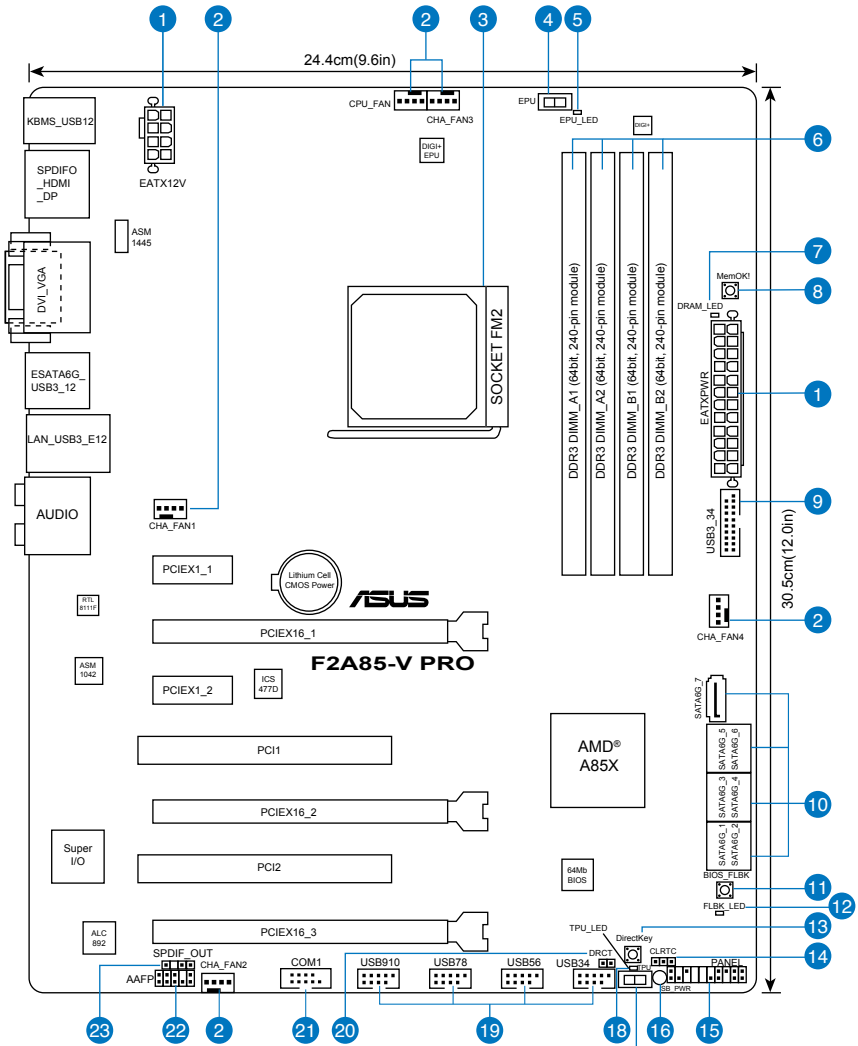 1
2
2
3
4
5
24.4cm(9.6in)
KBMS_USB12
CPU_FAN
CHA_FAN3
EPU
EPU_LED
DIGI+
DIGI+
EPU
6
SPDIFO
_HDMI
_DP
EATX12V
ASM
1445
DVI_VGA
7
MemOK!
8
DRAM_LED
SOCKET FM2
DDR3 DIMM_A1 (64bit, 240-pin module)
DDR3 DIMM_A2 (64bit, 240-pin module)
DDR3 DIMM_B1 (64bit, 240-pin module)
DDR3 DIMM_B2 (64bit, 240-pin module)
EATXPWR
1
ESATA6G_
USB3_12
LAN_USB3_E12
AUDIO
2
CHA_FAN1
USB3_34
9
30.5cm(12.0in)
PCIEX1_1
Lithium Cell
CMOS Power
ASUS
RTL
8111F
PCIEX16_1
CHA_FAN4
2
F2A85-V PRO
ASM
1042
PCIEX1_2
ICS
477D
SATA6G_7
PCI1
AMD®
A85X
SATA6G_5
SATA6G_6
SATA6G_3
SATA6G_4
10
PCIEX16_2
SATA6G_1
SATA6G_2
Super
I/O
PCI2
64Mb
BIOS
BIOS_FLBK
11
FLBK_LED
12
ALC
892
PCIEX16_3
TPU_LED
DirectKey
13
CLRTC
14
SPDIF_OUT
AAFP
CHA_FAN2
COM1
USB910
USB78
USB56
USB34
DRCT
TPU
SB_PWR
PANEL
23
22
2
21
20
19
18
16
15